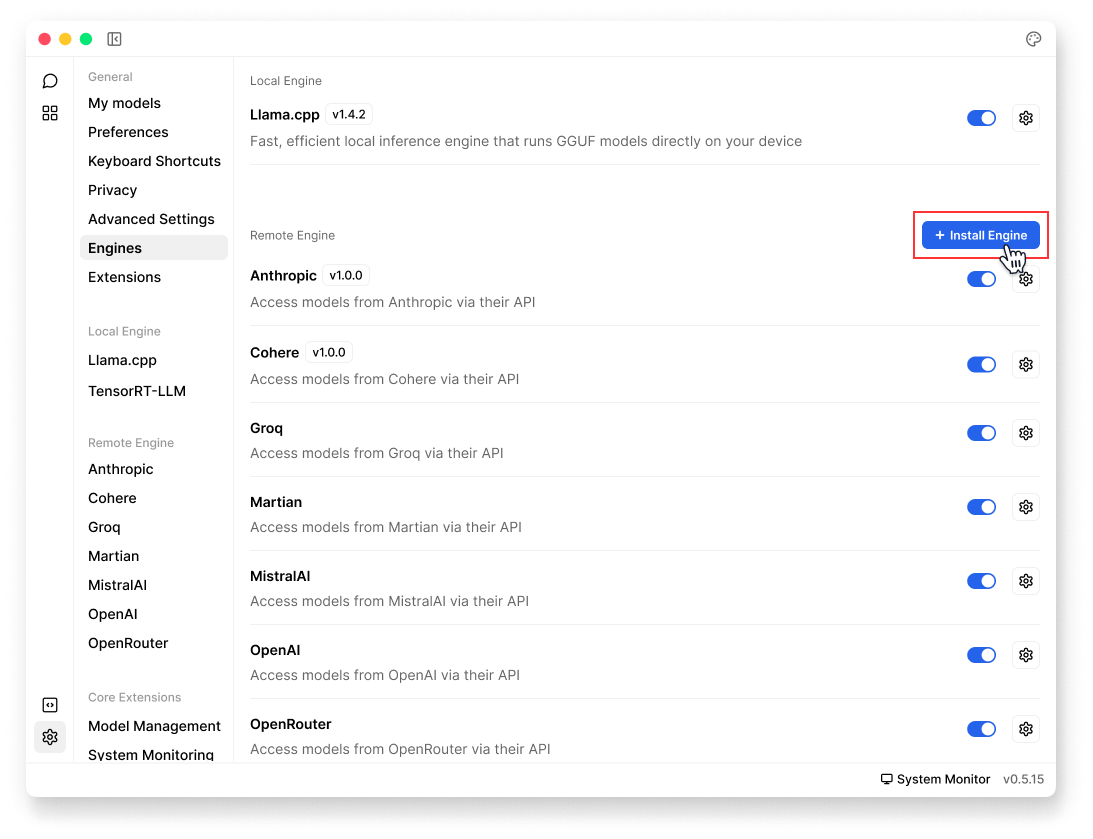 General
My models
Preferences
Keyboard Shortcuts
Privacy
Advanced Settings
Engines
Extensions
Local Engine
Llama.cpp
TensorRT-LLM
Remote Engine
Anthropic
Cohere
Groq
Martian
MistralAI
OpenAI
OpenRouter
Core Extensions
Model Management
System Monitoring
Local Engine
Llama.cpp v1.4.2
Fast, efficient local inference engine that runs GGUF models directly on your device
Remote Engine
+ Install Engine
Anthropic v1.0.0
Access models from Anthropic via their API
Cohere v1.0.0
Access models from Cohere via their API
Groq
Access models from Groq via their API
Martian
Access models from Martian via their API
MistralAI
Access models from MistralAI via their API
OpenAI
Access models from OpenAI via their API
OpenRouter
Access models from OpenRouter via their API
System Monitor v0.5.15